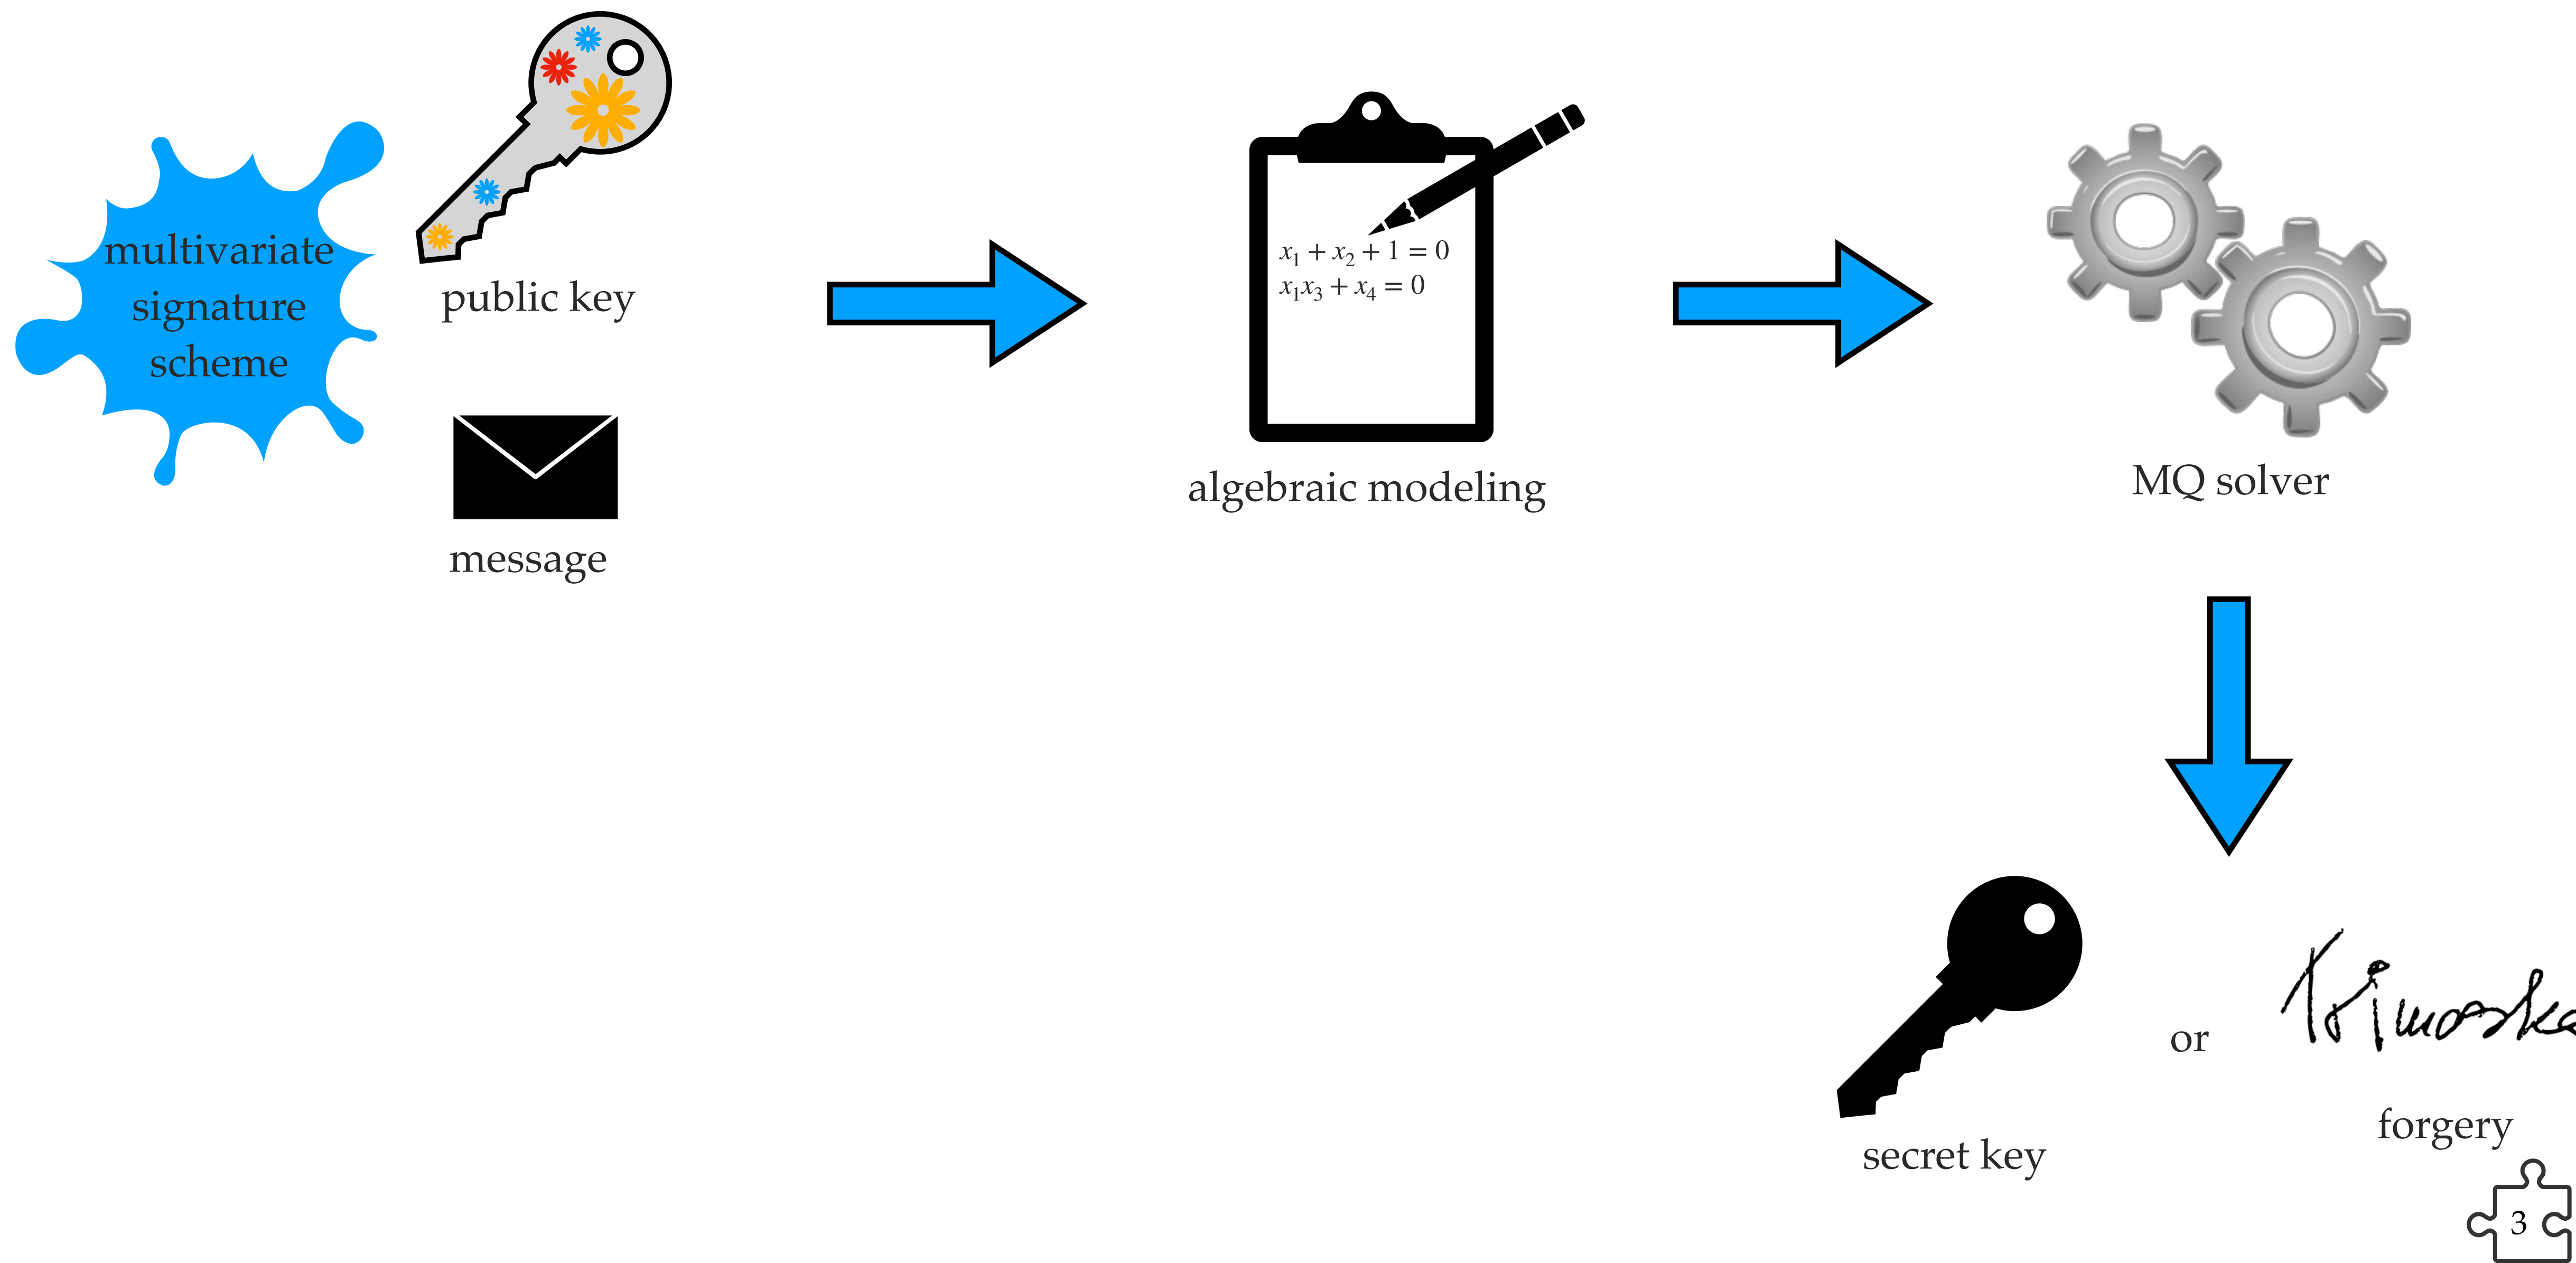 multivariate
signature
scheme
public key
message
x₁ + x₂ + 1 = 0
x₁x₃ + x₄ = 0
algebraic modeling
MQ solver
secret key
or
forgery
3